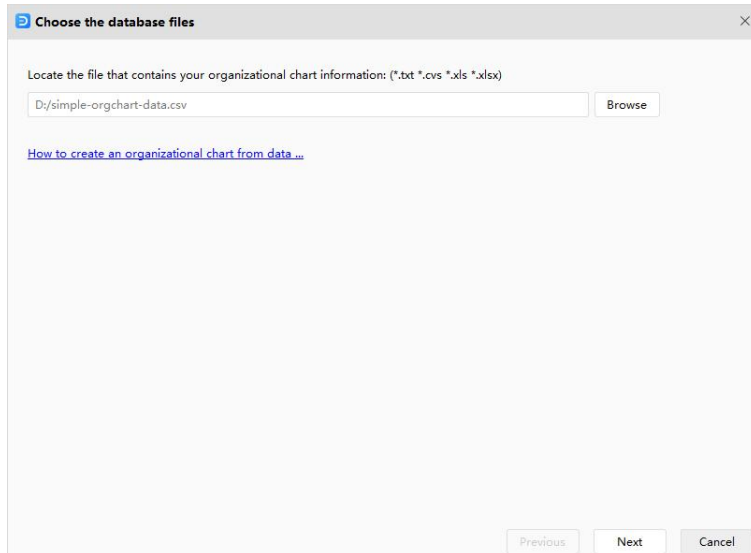 Choose the database files
Locate the file that contains your organizational chart information: (*.txt *.cvs *.xls *.xlsx)
D:/simple-orgchart-data.csv
Browse
How to create an organizational chart from data ...
Previous
Next
Cancel